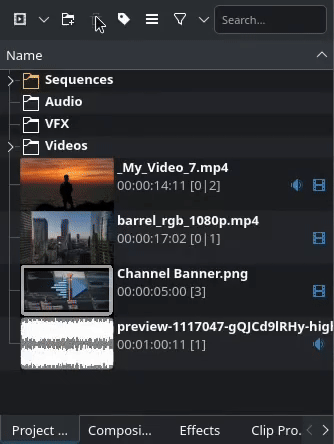 Search...
Name
Sequences
Audio
VFX
Videos
_My_Video_7.mp4
00:00:14:11 [0|2]
barrel_rgb_1080p.mp4
00:00:17:02 [0|1]
Channel Banner.png
00:00:05:00 [3]
preview-1117047-gQJCd9lRHy-high
00:01:00:11 [1]
Project ... Composi... Effects Clip Pro.